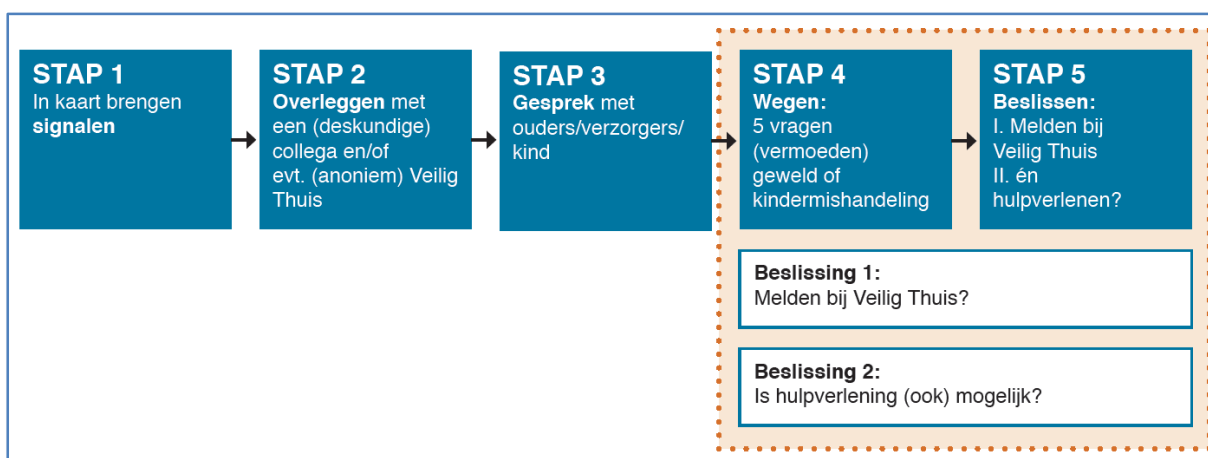 STAP 1
In kaart brengen
signalen
STAP 2
Overleggen met
een (deskundige)
collega en/of
evt. (anoniem) Veilig
Thuis
STAP 3
Gesprek met
ouders/verzorgers/
kind
STAP 4
Wegen:
5 vragen
(vermoeden)
geweld of
kindermishandeling
STAP 5
Beslissen:
I. Melden bij
Veilig Thuis
II. én
hulpverlenen?
Beslissing 1:
Melden bij Veilig Thuis?
Beslissing 2:
Is hulpverlening (ook) mogelijk?